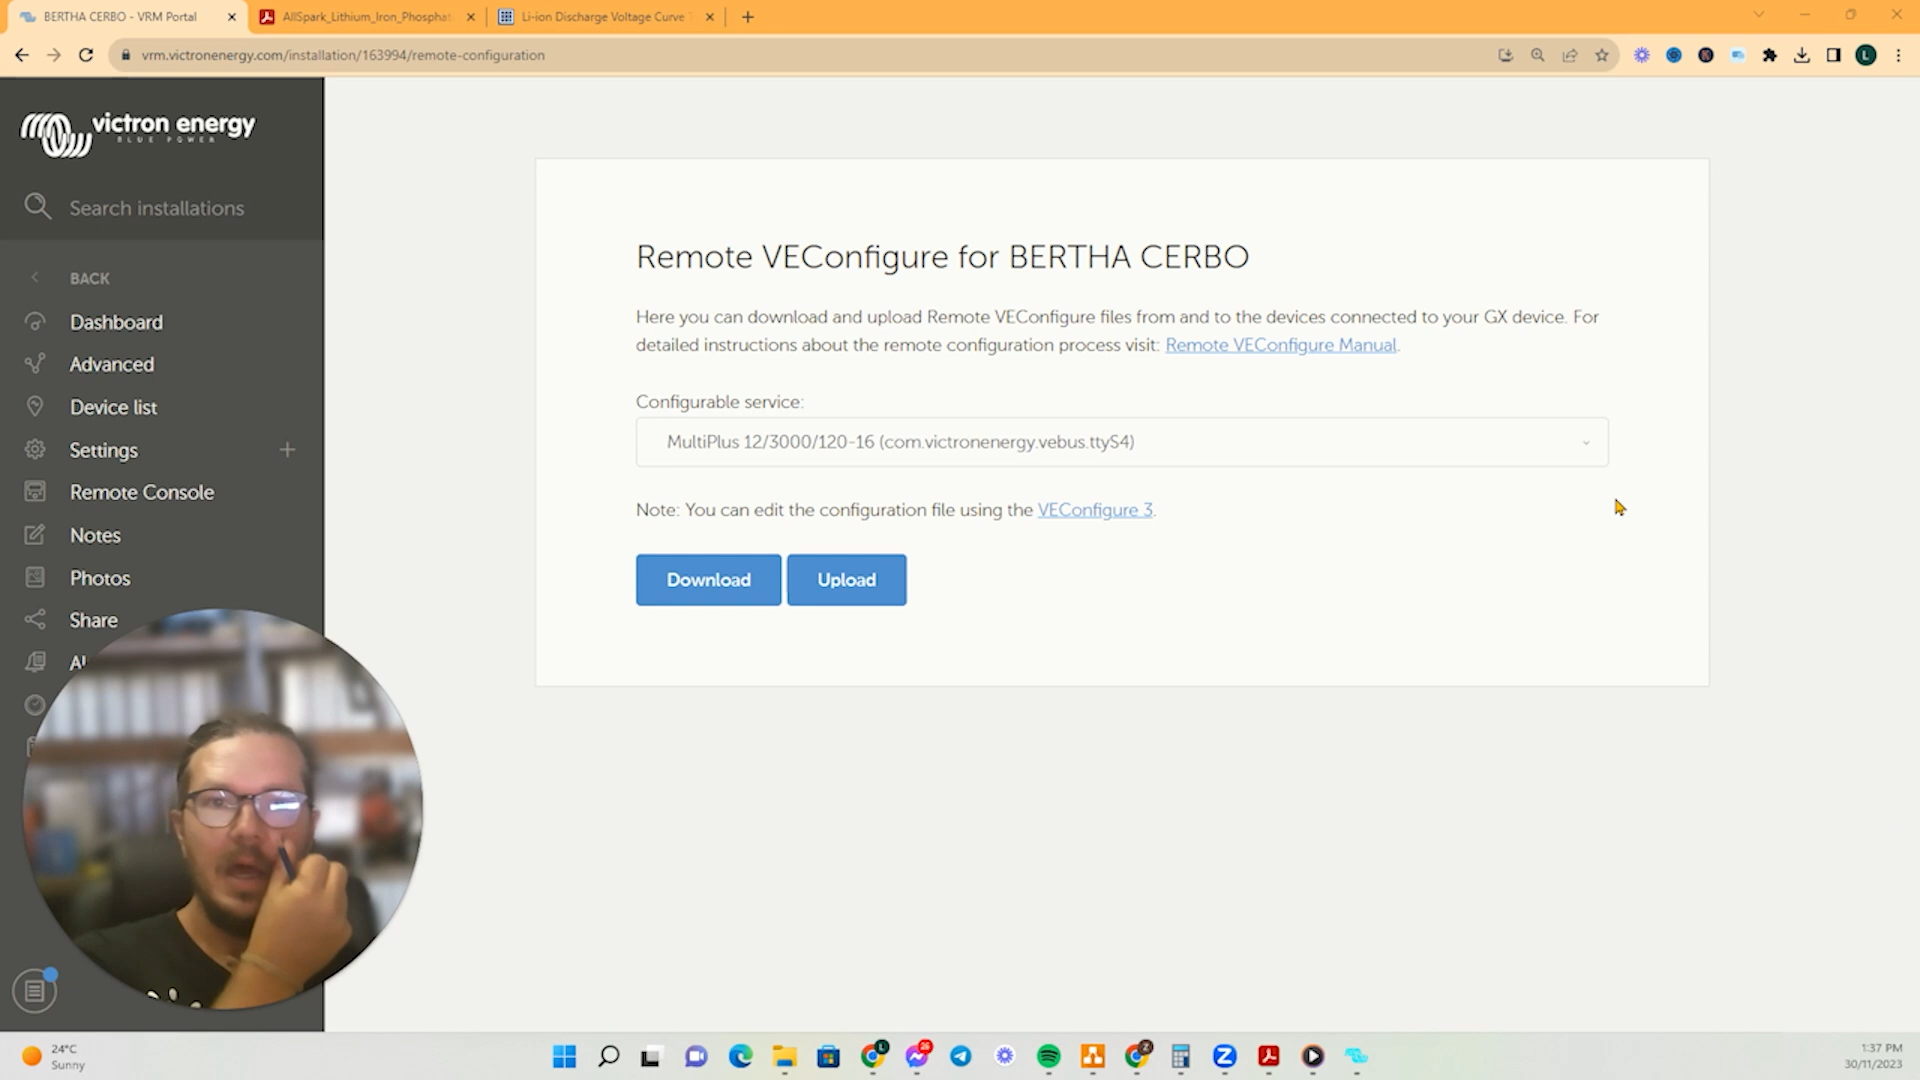 BERTHA CERBO - VRM Portal
AllSpark_Lithium_Iron_Phosphat
Li-ion Discharge Voltage Curve
vrm.victronenergy.com/installation/163994/remote-configuration
L
victron energy
BLUE POWER
Search installations
BACK
Dashboard
Advanced
Device list
Settings
Remote Console
Notes
Photos
Share
Remote VEConfigure for BERTHA CERBO
Here you can download and upload Remote VEConfigure files from and to the devices connected to your GX device. For
detailed instructions about the remote configuration process visit: Remote VEConfigure Manual.
Configurable service:
MultiPlus 12/3000/120-16 (com.victronenergy.vebus.ttyS4)
Note: You can edit the configuration file using the VEConfigure 3.
Download
Upload
24°C
Sunny
1:37 PM
30/11/2023